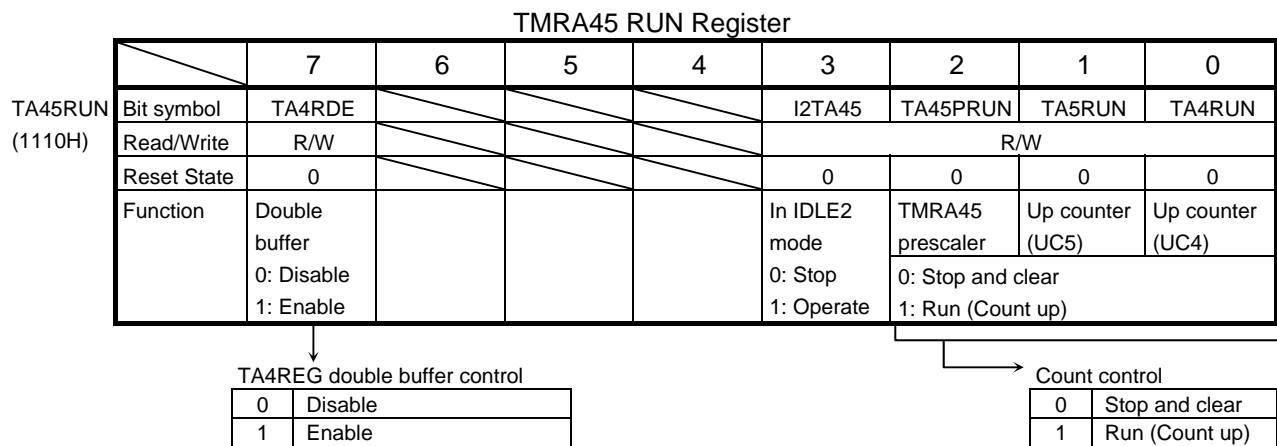 TMRA45 RUN Register
7 6 5 4 3 2 1 0
TA45RUN Bit symbol TA4RDE I2TA45 TA45PRUN TA5RUN TA4RUN
(1110H) Read/Write R/W R/W
Reset State 0 0 0 0 0
Function Double In IDLE2 TMRA45 Up counter Up counter
buffer mode prescaler (UC5) (UC4)
0: Disable 0: Stop 0: Stop and clear
1: Enable 1: Operate 1: Run (Count up)
TA4REG double buffer control Count control
0 Disable 0 Stop and clear
1 Enable 1 Run (Count up)